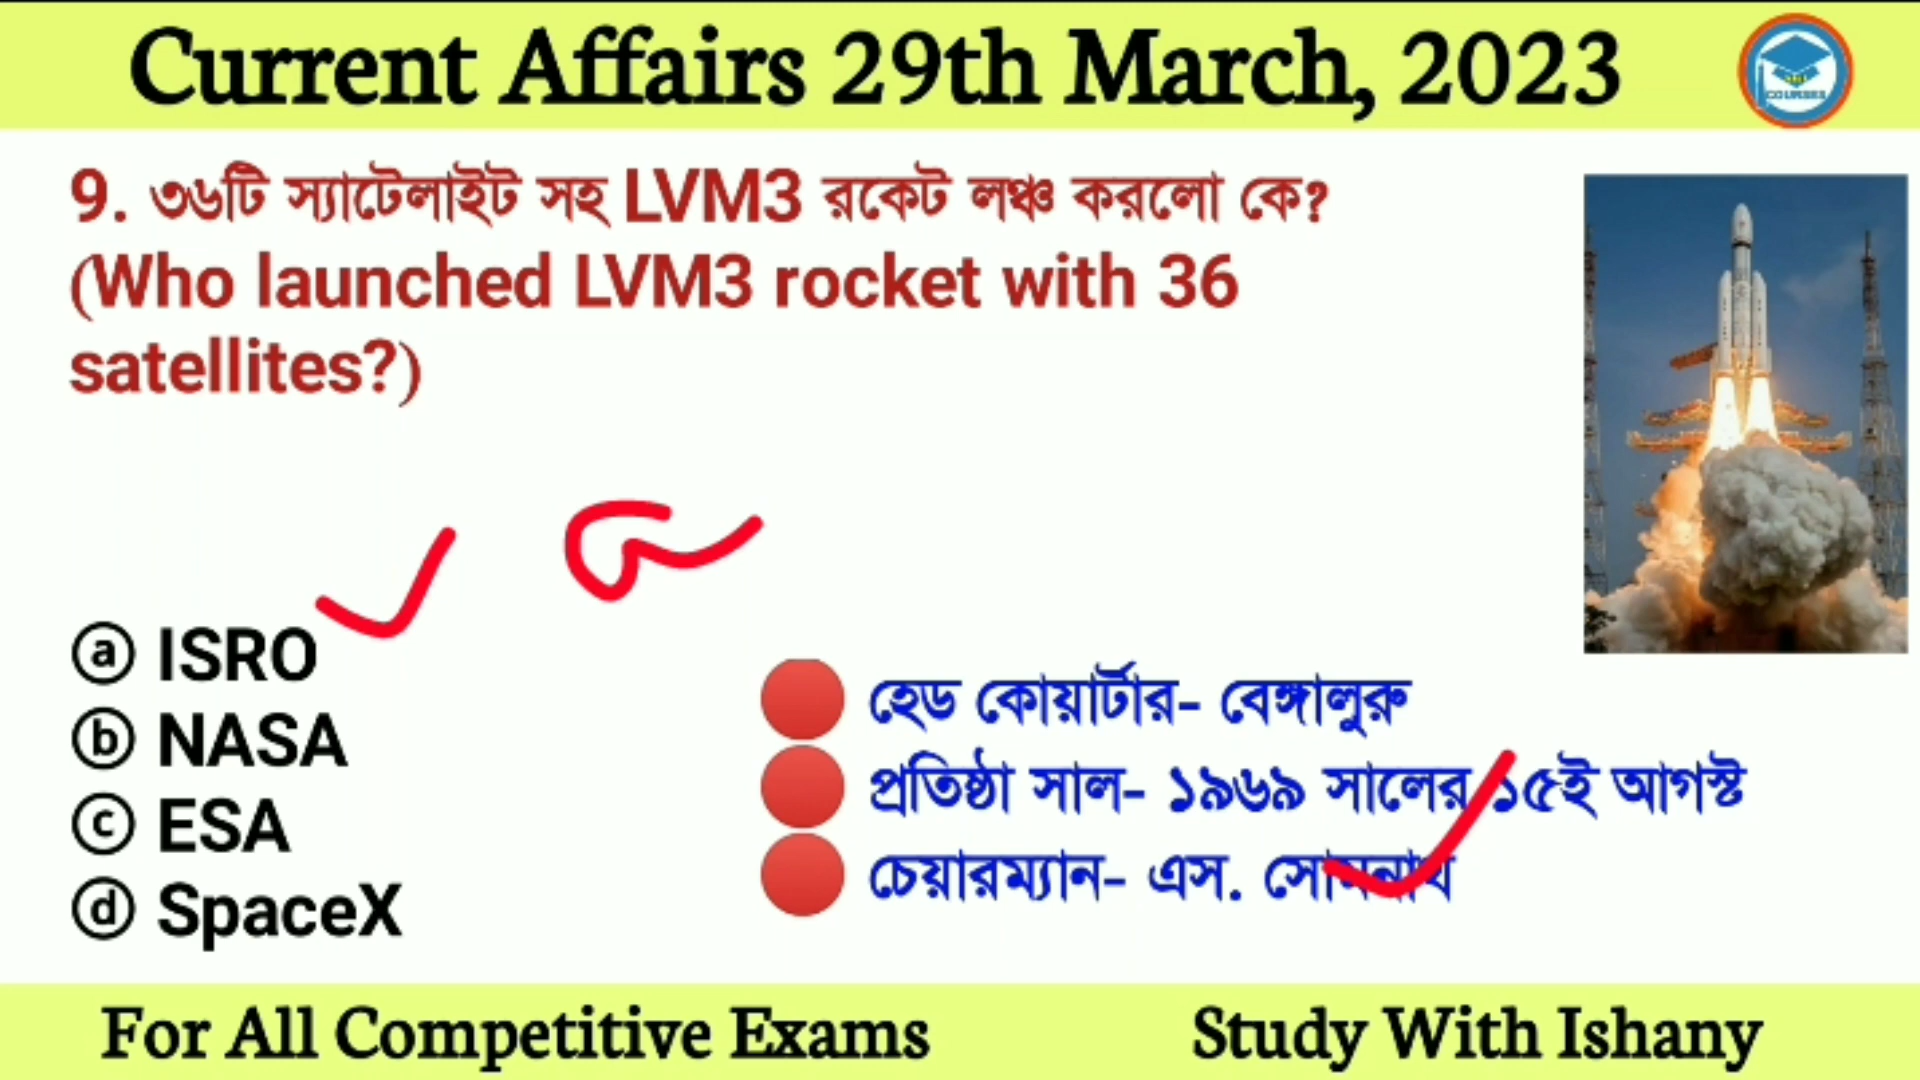 Current Affairs 29th March, 2023
COURSES
9. ৩৬টি স্যাটেলাইট সহ LVM3 রকেট লঞ্চ করলো কে?
(Who launched LVM3 rocket with 36
satellites?)
ⓐ ISRO
ⓑ NASA
ⓒ ESA
ⓓ SpaceX
হেড কোয়ার্টার- বেঙ্গালুরু
প্রতিষ্ঠা সাল- ১৯৬৯ সালের ১৫ই আগস্ট
চেয়ারম্যান- এস. সোমনাথ
For All Competitive Exams
Study With Ishany